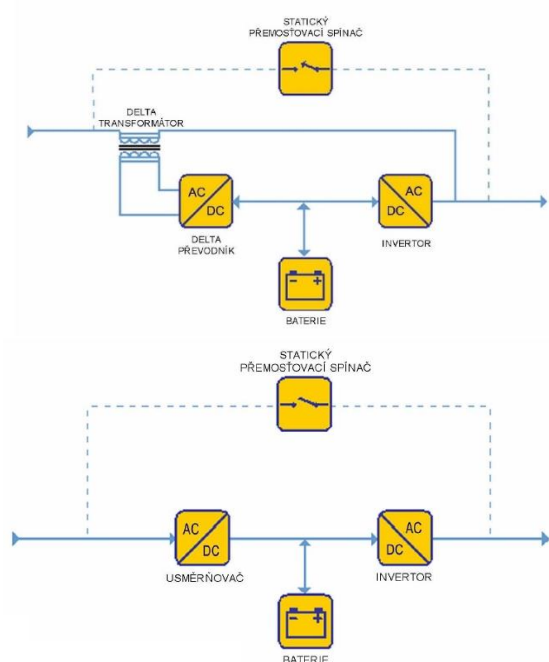 STATICKÝ
PŘEMOSŤOVACÍ SPÍNAČ
DELTA
TRANSFORMÁTOR
AC
DC
AC
DC
DELTA
PŘEVODNÍK
INVERTOR
- +
BATERIE
STATICKÝ
PŘEMOSŤOVACÍ SPÍNAČ
AC
DC
AC
DC
USMĚRŇOVAČ
INVERTOR
- +
BATERIE